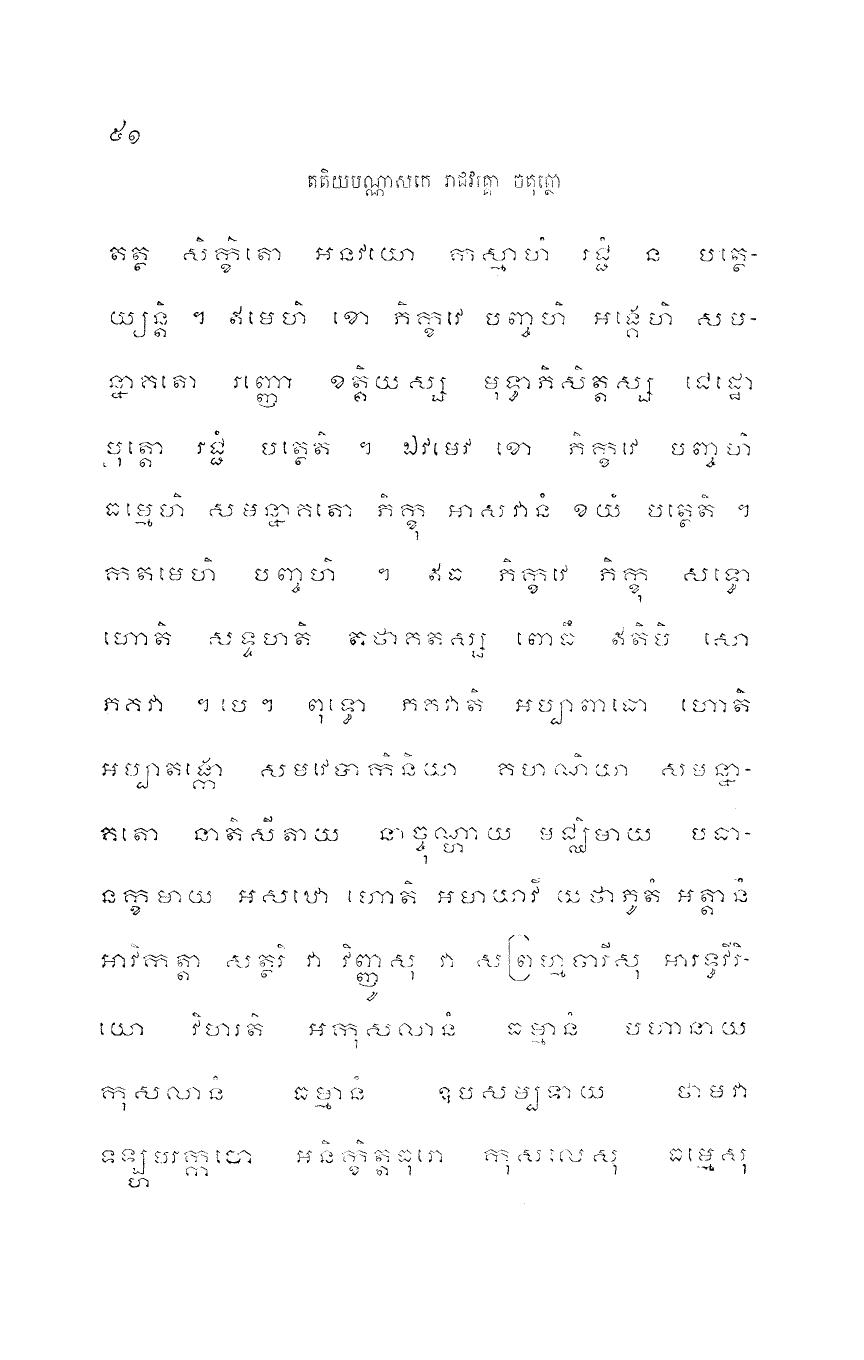 ៥១
តតិយបណ្ណាសកេ រាជវគ្គោ ចតុត្ថោ
តត្ថ សិក្ខិតោ អនវយោ កស្មាហំ រជ្ជំ ន បត្ថេ-
យ្យន្តិ ។ ឥមេហិ ខោ ភិក្ខវេ បញ្ចហិ អង្គេហិ សម-
ន្នាគតោ រញ្ញោ ខត្តិយស្ស មុទ្ធាភិសិត្តស្ស ជេដ្ឋោ
បុត្តោ រជ្ជំ បត្ថេតិ ។ ឯវមេវ ខោ ភិក្ខវេ បញ្ចហិ
ធម្មេហិ សមន្នាគតោ ភិក្ខុ អាសវានំ ខយំ បត្ថេតិ ។
កតមេហិ បញ្ចហិ ។ ឥធ ភិក្ខវេ ភិក្ខុ សទ្ធោ
ហោតិ សទ្ទហតិ តថាគតស្ស ពោធឹ ឥតិបិ សោ
ភគវា ។ បេ ។ ពុទ្ធោ ភគវាតិ អប្បាពាធោ ហោតិ
អប្បាតង្កោ សមវេបាកិនិយា គហណិយា សមន្នា-
គតោ នាតិសីតាយ នាច្ចុណ្ហាយ មជ្ឈិមាយ បធា-
នក្ខមាយ អសឋោ ហោតិ អមាយាវី យថាភូតំ អត្តានំ
អាវិកត្តា សត្ថរិ វា វិញ្ញូសុ វា សព្រហ្មចារីសុ អារទ្ធវីរិ-
យោ វិហរតិ អកុសលានំ ធម្មានំ បហានាយ
កុសលានំ ធម្មានំ ឧបសម្បទាយ ថាមវា
ទឡ្ហបរក្កមោ អនិក្ខិត្តធុរោ កុសលេសុ ធម្មេសុ